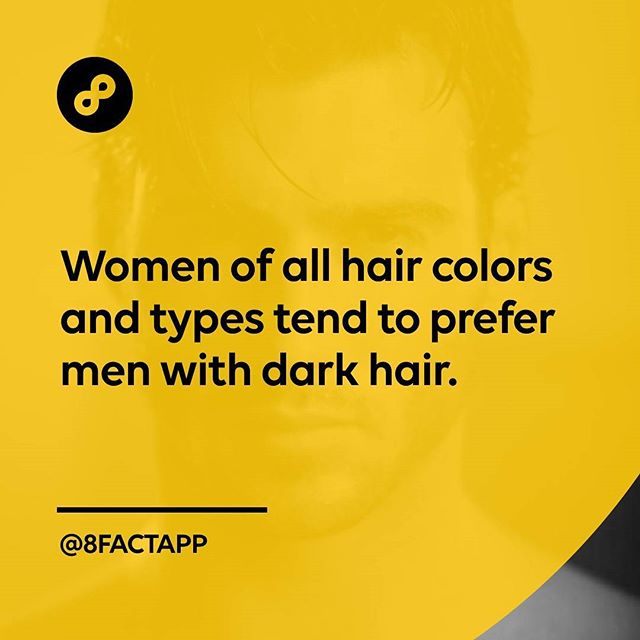 Women of all hair colors
and types tend to prefer
men with dark hair.
@8FACTAPP